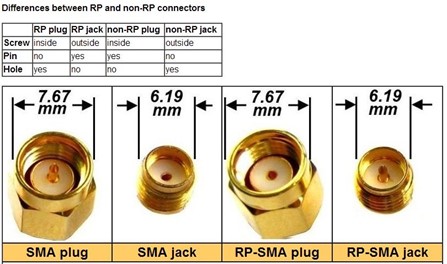 Differences between RP and non-RP connectors
RP plug RP jack non-RP plug non-RP jack
Screw inside outside inside outside
Pin no yes yes no
Hole yes no no yes
7.67 6.19 7.67 6.19
mm mm mm mm
SMA plug SMA jack RP-SMA plug RP-SMA jack